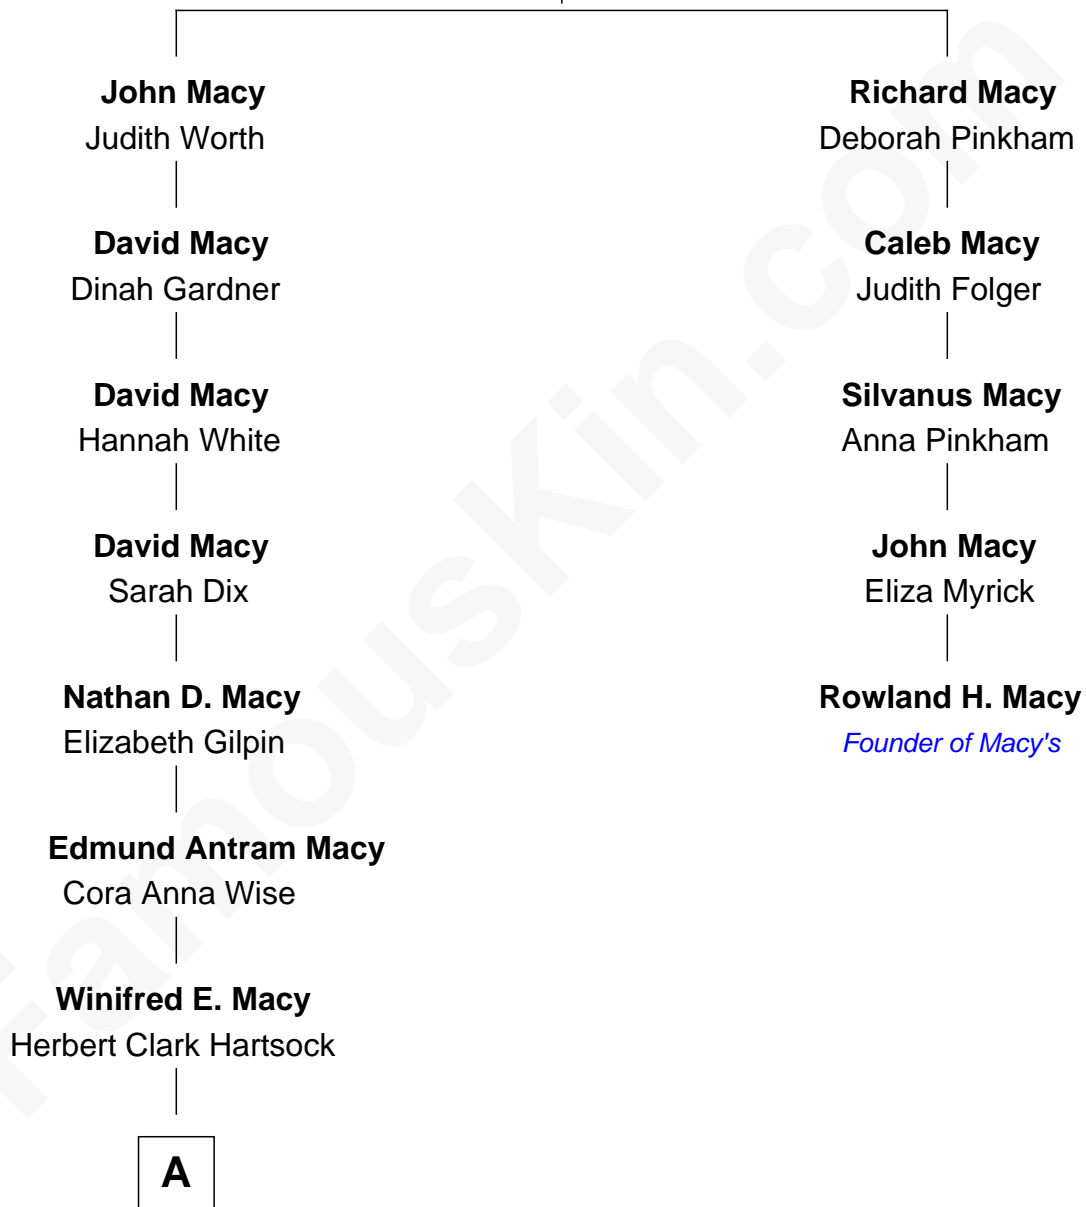 John Macy
Judith Worth
David Macy
Dinah Gardner
David Macy
Hannah White
David Macy
Sarah Dix
Nathan D. Macy
Elizabeth Gilpin
Edmund Antram Macy
Cora Anna Wise
Winifred E. Macy
Herbert Clark Hartsock
A
Richard Macy
Deborah Pinkham
Caleb Macy
Judith Folger
Silvanus Macy
Anna Pinkham
John Macy
Eliza Myrick
Rowland H. Macy
Founder of Macy's
FamousKin.com